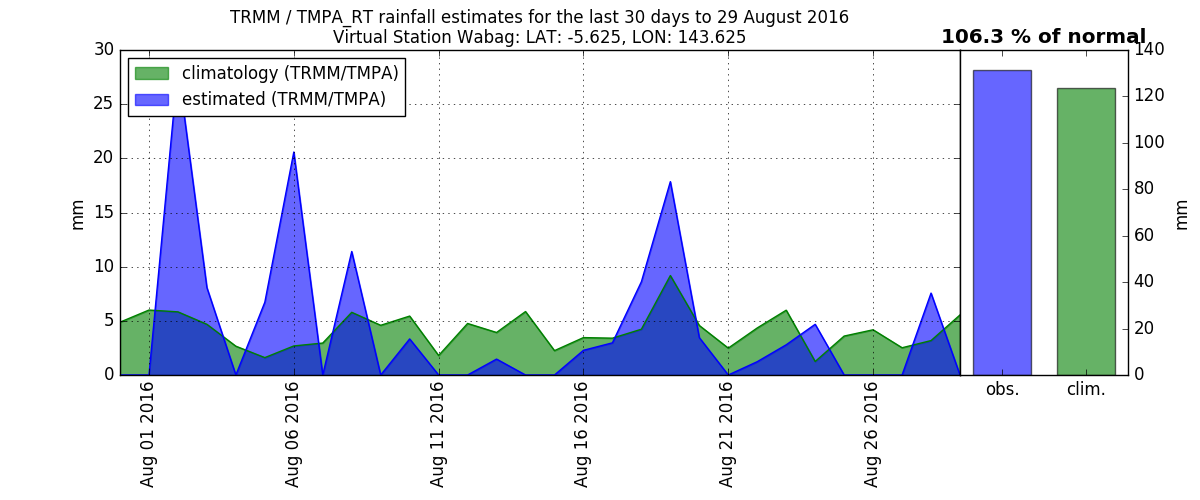 TRMM / TMPA_RT rainfall estimates for the last 30 days to 29 August 2016
Virtual Station Wabag: LAT: -5.625, LON: 143.625
106.3 % of normal
climatology (TRMM/TMPA)
estimated (TRMM/TMPA)
mm
30
25
20
15
10
5
0
Aug 01 2016
Aug 06 2016
Aug 11 2016
Aug 16 2016
Aug 21 2016
Aug 26 2016
obs.
clim.
140
120
100
80
60
40
20
0
mm